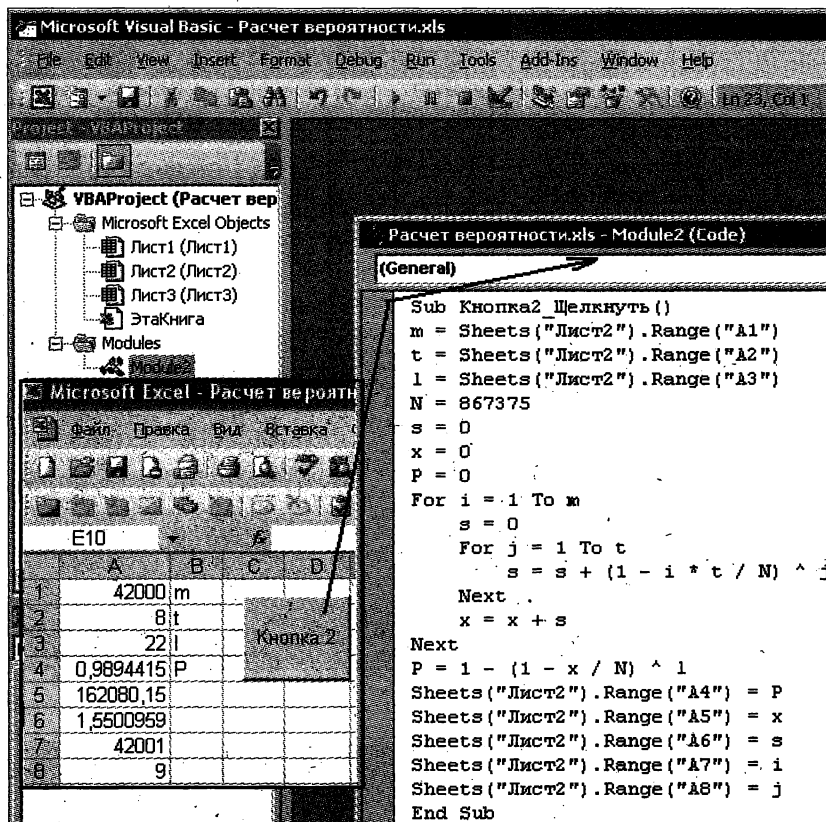 Microsoft Visual Basic - Расчет вероятности.xls
File Edit View Insert Format Debug Run Tools Add-Ins Window Help
Ln 23, Col 1
Project - VBAProject
VBAProject (Расчет вер
Microsoft Excel Objects
Лист1 (Лист1)
Лист2 (Лист2)
Лист3 (Лист3)
ЭтаКнига
Modules
Module2
Microsoft Excel - Расчет вероятн
Файл Правка Вид Вставка
E10 fx
A B C D
1 42000 m
2 8 t
3 22 l
4 0,9894415 P
5 162080,15
6 1,5500959
7 42001
8 9
Кнопка 2
Расчет вероятности.xls - Module2 (Code)
(General)
Sub Кнопка2_Щелкнуть()
m = Sheets("Лист2").Range("A1")
t = Sheets("Лист2").Range("A2")
l = Sheets("Лист2").Range("A3")
N = 867375
s = 0
x = 0
P = 0
For i = 1 To m
s = 0
For j = 1 To t
s = s + (1 - i * t / N) ^ j
Next
x = x + s
Next
P = 1 - (1 - x / N) ^ l
Sheets("Лист2").Range("A4") = P
Sheets("Лист2").Range("A5") = x
Sheets("Лист2").Range("A6") = s
Sheets("Лист2").Range("A7") = i
Sheets("Лист2").Range("A8") = j
End Sub